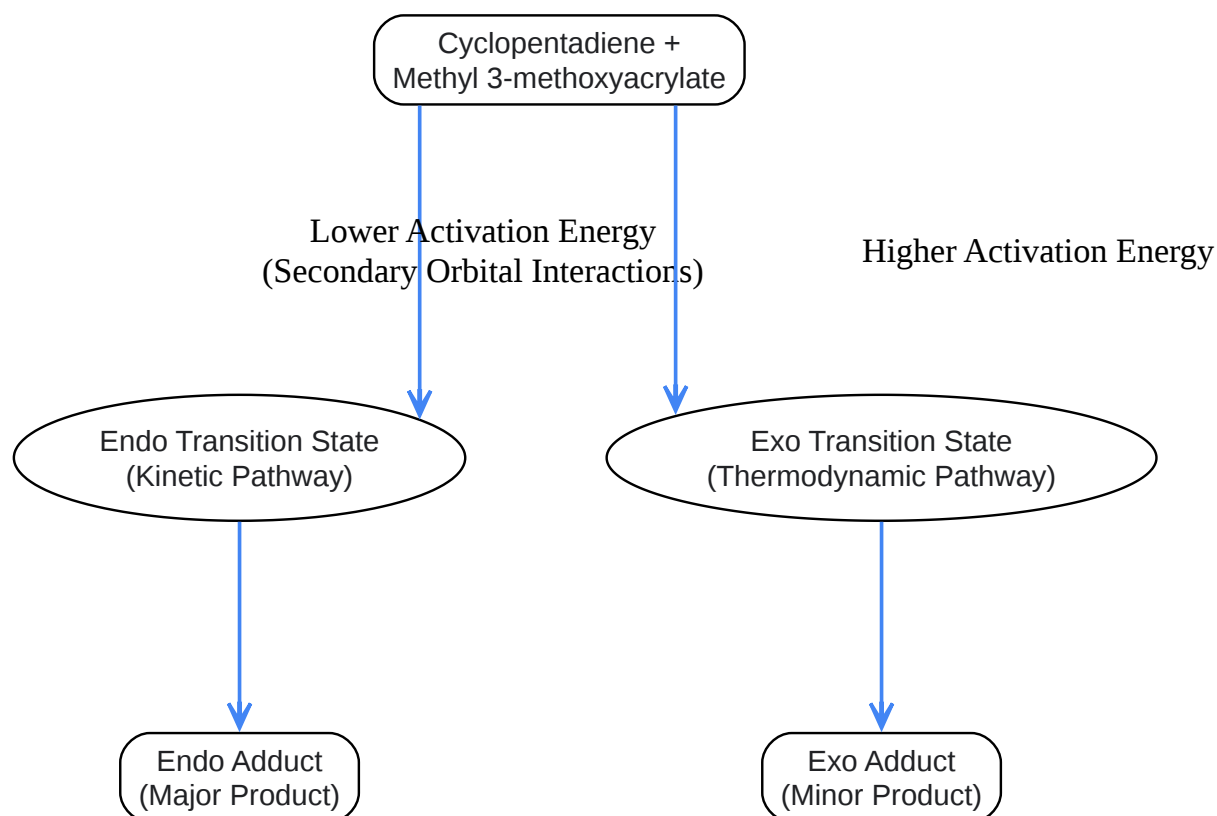 Cyclopentadiene +
Methyl 3-methoxyacrylate
Lower Activation Energy
(Secondary Orbital Interactions)
Higher Activation Energy
Endo Transition State
(Kinetic Pathway)
Exo Transition State
(Thermodynamic Pathway)
Endo Adduct
(Major Product)
Exo Adduct
(Minor Product)